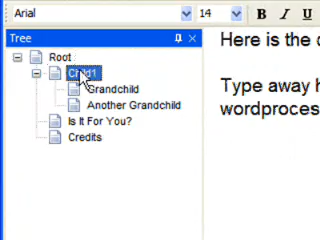 Arial 14 B I U
Tree
Root
Child1
Grandchild
Another Grandchild
Is It For You?
Credits
Here is the
Type away
wordproces